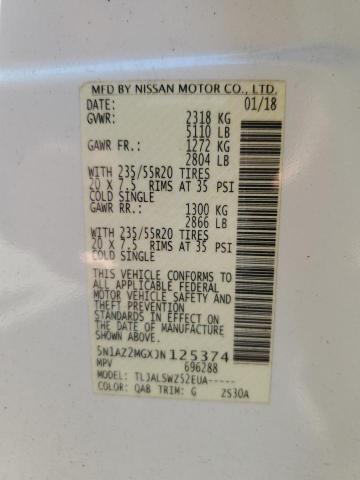 MFD BY NISSAN MOTOR CO., LTD.
DATE: 01/18
GVWR: 2318 KG
5110 LB
GAWR FR.: 1272 KG
2804 LB
WITH 235/55R20 TIRES
20 X 7.5 RIMS AT 35 PSI
COLD SINGLE
GAWR RR.: 1300 KG
2866 LB
WITH 235/55R20 TIRES
20 X 7.5 RIMS AT 35 PSI
COLD SINGLE
THIS VEHICLE CONFORMS TO
ALL APPLICABLE FEDERAL
MOTOR VEHICLE SAFETY AND
THEFT PREVENTION
STANDARDS IN EFFECT ON
THE DATE OF MANUFACTURE
SHOWN ABOVE.
5N1AZ2MGXJN125374
MPV 696288
MODEL: TLJALSWZ52EUA-----
COLOR: QAB TRIM: G ZS30A